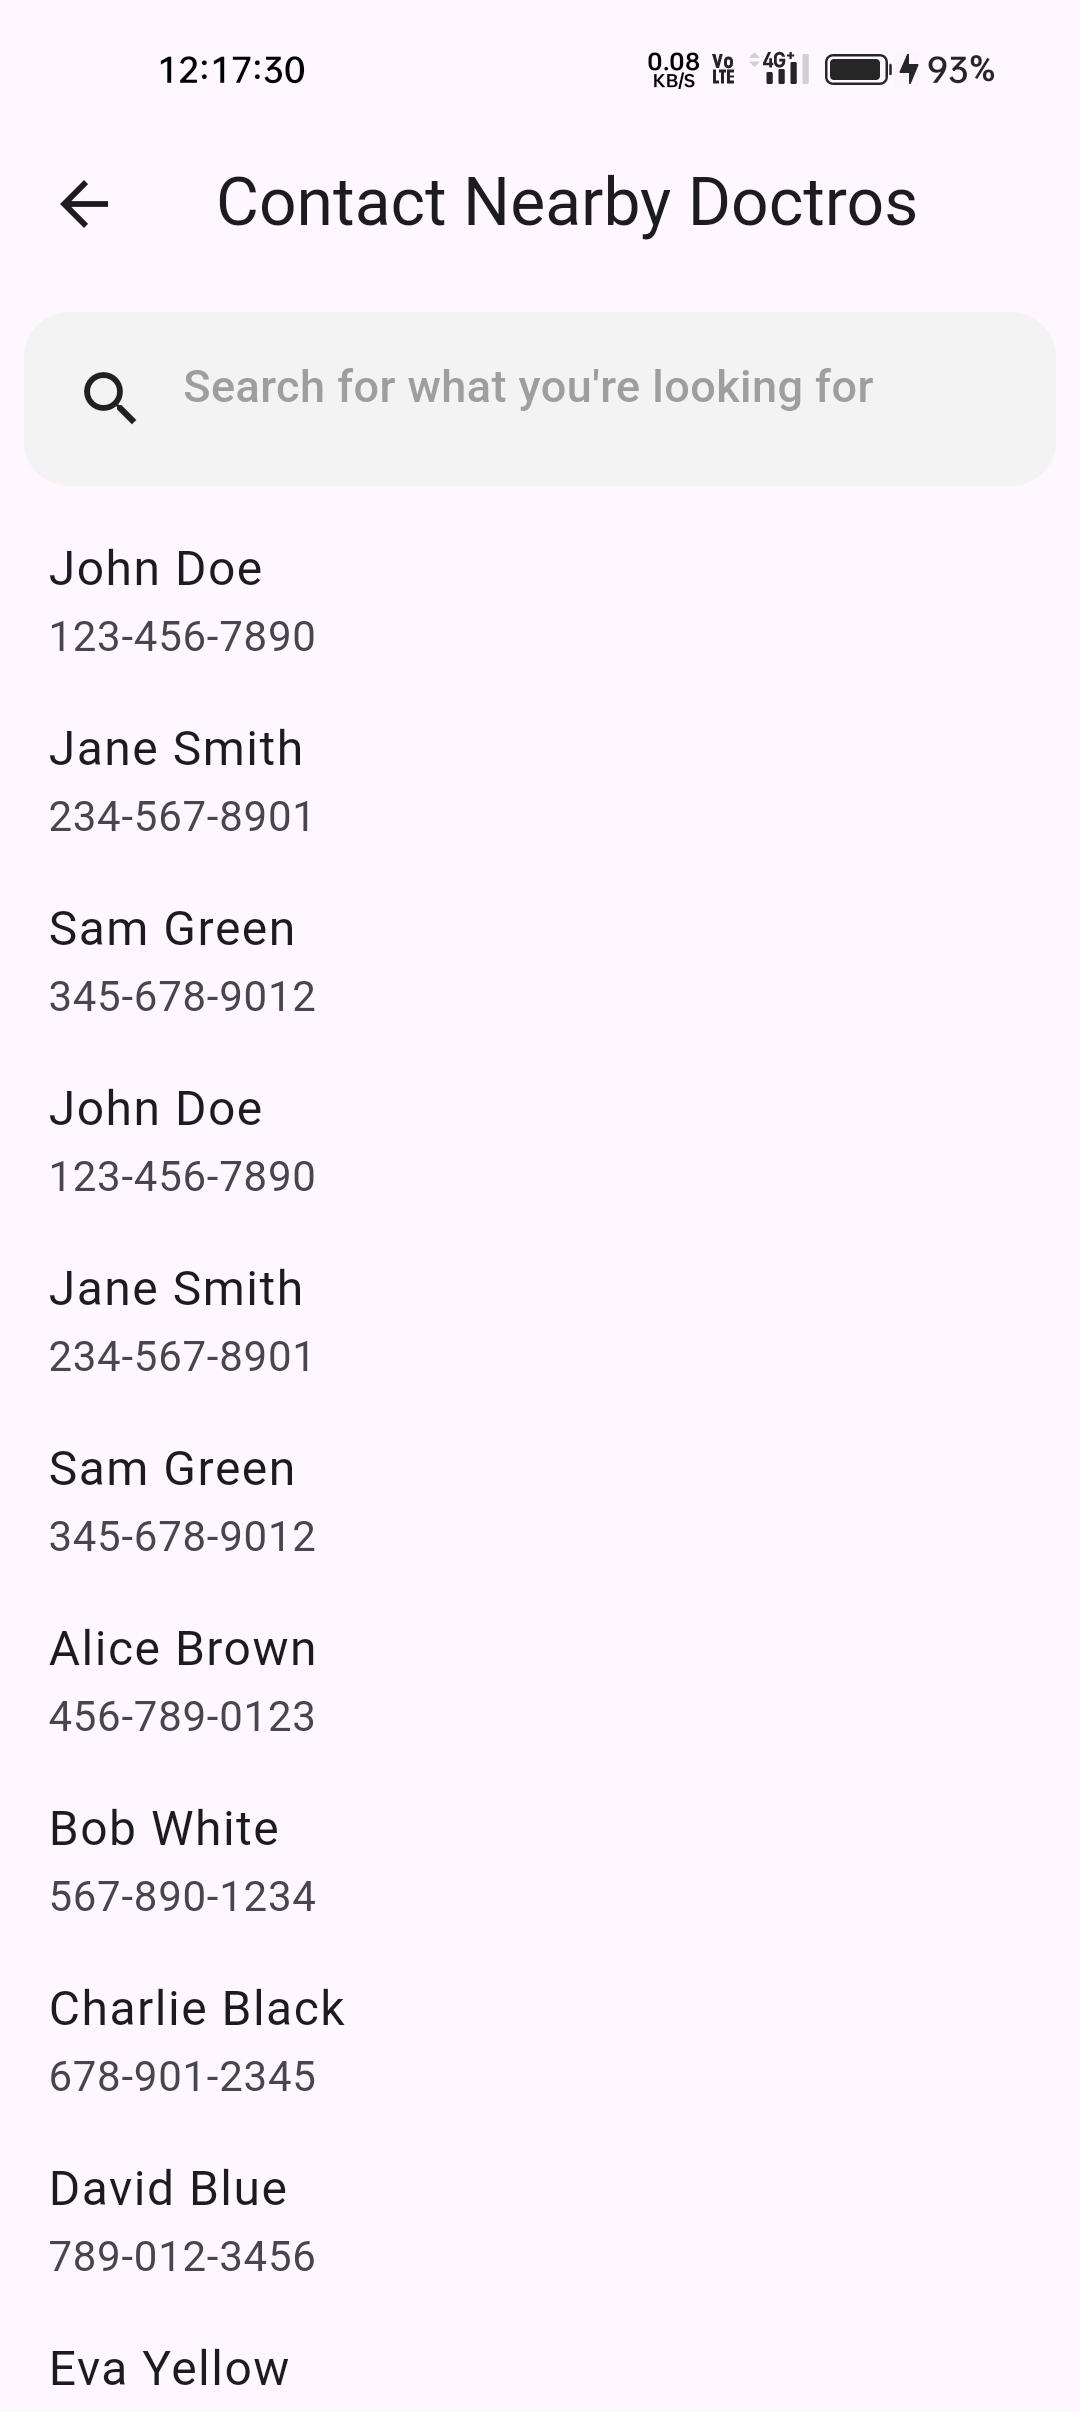 12:17:30 0.08 KB/S Vo LTE 4G+ 93%
Contact Nearby Doctros
Search for what you're looking for
John Doe
123-456-7890
Jane Smith
234-567-8901
Sam Green
345-678-9012
John Doe
123-456-7890
Jane Smith
234-567-8901
Sam Green
345-678-9012
Alice Brown
456-789-0123
Bob White
567-890-1234
Charlie Black
678-901-2345
David Blue
789-012-3456
Eva Yellow